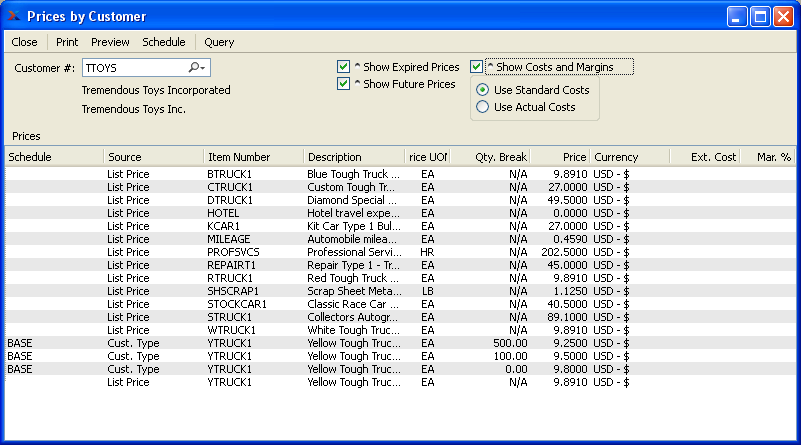 Prices by Customer
Close Print Preview Schedule Query
Customer #: TTOYS ^ Show Expired Prices ^ Show Costs and Margins
Tremendous Toys Incorporated ^ Show Future Prices Use Standard Costs
Tremendous Toys Inc. Use Actual Costs
Prices
Schedule Source Item Number Description rice UOM Qty. Break Price Currency Ext. Cost Mar. %
List Price BTRUCK1 Blue Tough Truck ... EA N/A 9.8910 USD - $
List Price CTRUCK1 Custom Tough Tr... EA N/A 27.0000 USD - $
List Price DTRUCK1 Diamond Special ... EA N/A 49.5000 USD - $
List Price HOTEL Hotel travel expe... EA N/A 0.0000 USD - $
List Price KCAR1 Kit Car Type 1 Bul... EA N/A 27.0000 USD - $
List Price MILEAGE Automobile milea... EA N/A 0.4590 USD - $
List Price PROFSVCS Professional Servi... HR N/A 202.5000 USD - $
List Price REPAIRT1 Repair Type 1 - Tr... EA N/A 45.0000 USD - $
List Price RTRUCK1 Red Tough Truck ... EA N/A 9.8910 USD - $
List Price SHSCRAP1 Scrap Sheet Meta... LB N/A 1.1250 USD - $
List Price STOCKCAR1 Classic Race Car ... EA N/A 40.5000 USD - $
List Price STRUCK1 Collectors Autogr... EA N/A 89.1000 USD - $
List Price WTRUCK1 White Tough Truc... EA N/A 9.8910 USD - $
BASE Cust. Type YTRUCK1 Yellow Tough Truc... EA 500.00 9.2500 USD - $
BASE Cust. Type YTRUCK1 Yellow Tough Truc... EA 100.00 9.5000 USD - $
BASE Cust. Type YTRUCK1 Yellow Tough Truc... EA 0.00 9.8000 USD - $
List Price YTRUCK1 Yellow Tough Truc... EA N/A 9.8910 USD - $